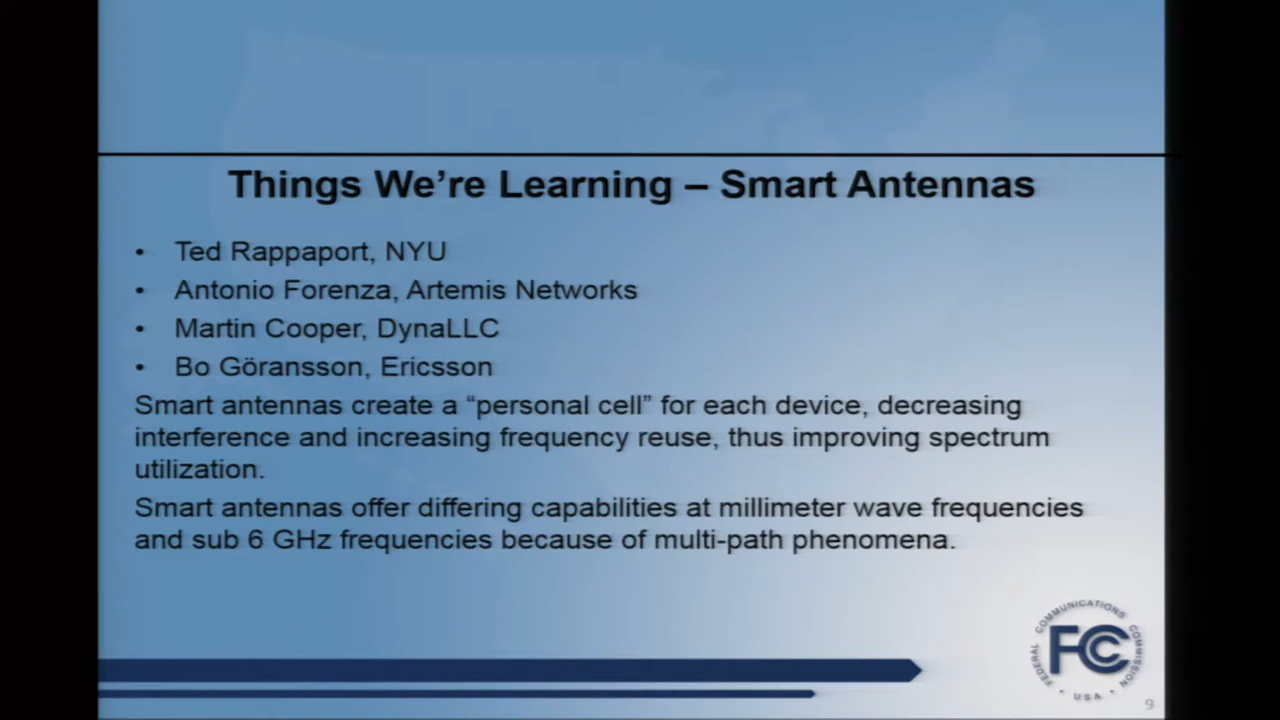 Things We're Learning – Smart Antennas
• Ted Rappaport, NYU
• Antonio Forenza, Artemis Networks
• Martin Cooper, DynaLLC
• Bo Göransson, Ericsson
Smart antennas create a “personal cell” for each device, decreasing
interference and increasing frequency reuse, thus improving spectrum
utilization.
Smart antennas offer differing capabilities at millimeter wave frequencies
and sub 6 GHz frequencies because of multi-path phenomena.
FEDERAL COMMUNICATIONS COMMISSION
FCC
• USA •
9